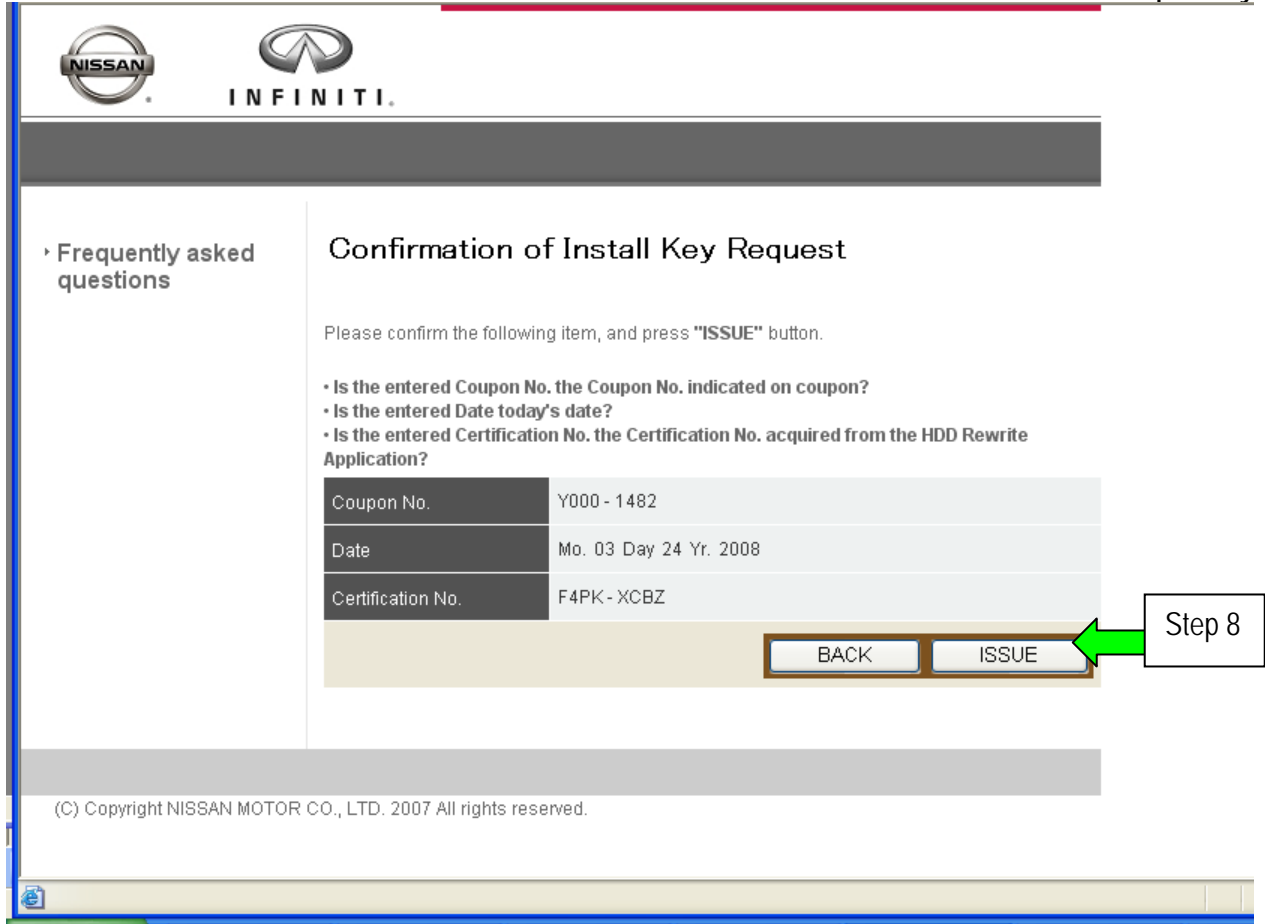 NISSAN
INFINITI.
Frequently asked
questions
Confirmation of Install Key Request
Please confirm the following item, and press "ISSUE" button.
• Is the entered Coupon No. the Coupon No. indicated on coupon?
• Is the entered Date today's date?
• Is the entered Certification No. the Certification No. acquired from the HDD Rewrite
Application?
Coupon No. Y000 - 1482
Date Mo. 03 Day 24 Yr. 2008
Certification No. F4PK - XCBZ
BACK ISSUE
Step 8
(C) Copyright NISSAN MOTOR CO., LTD. 2007 All rights reserved.